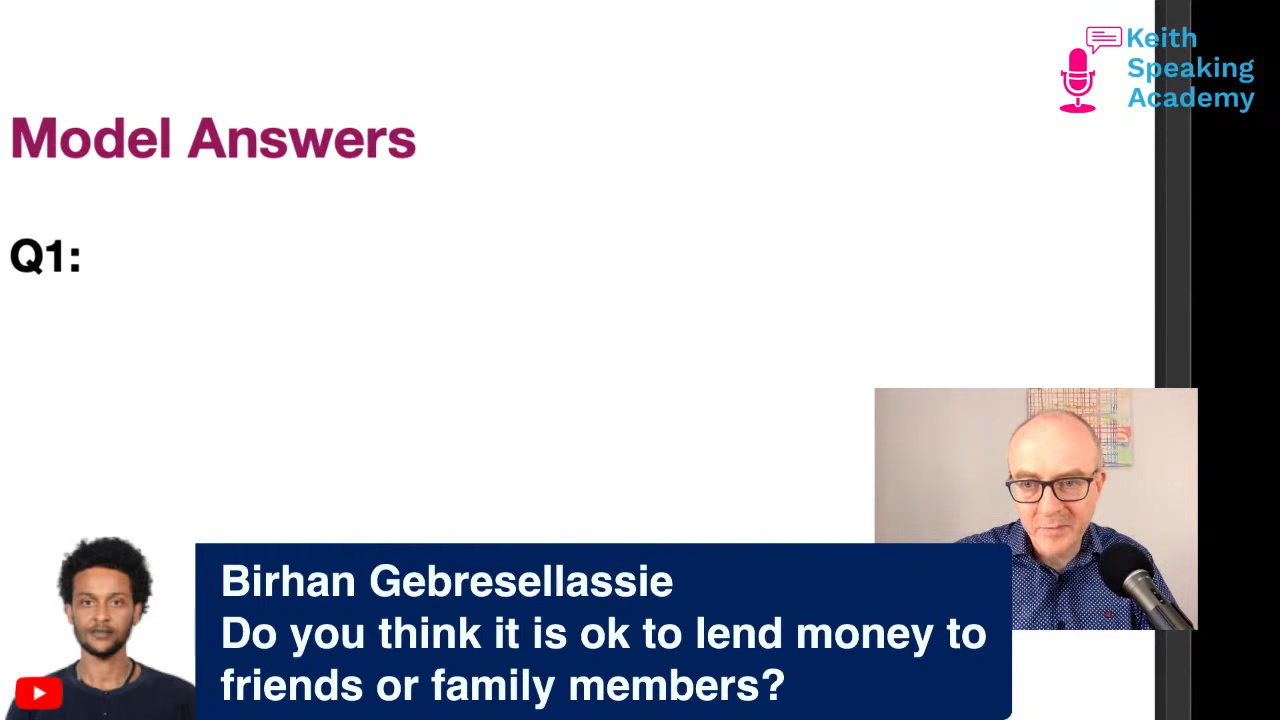 Keith
Speaking
Academy
Model Answers
Q1:
Birhan Gebresellassie
Do you think it is ok to lend money to
friends or family members?